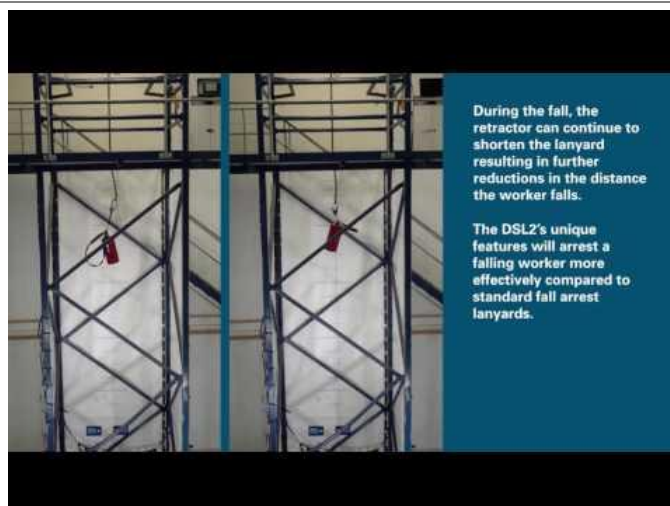 During the fall, the
retractor can continue to
shorten the lanyard
resulting in further
reductions in the distance
the worker falls.
The DSL2's unique
features will arrest a
falling worker more
effectively compared to
standard fall arrest
lanyards.